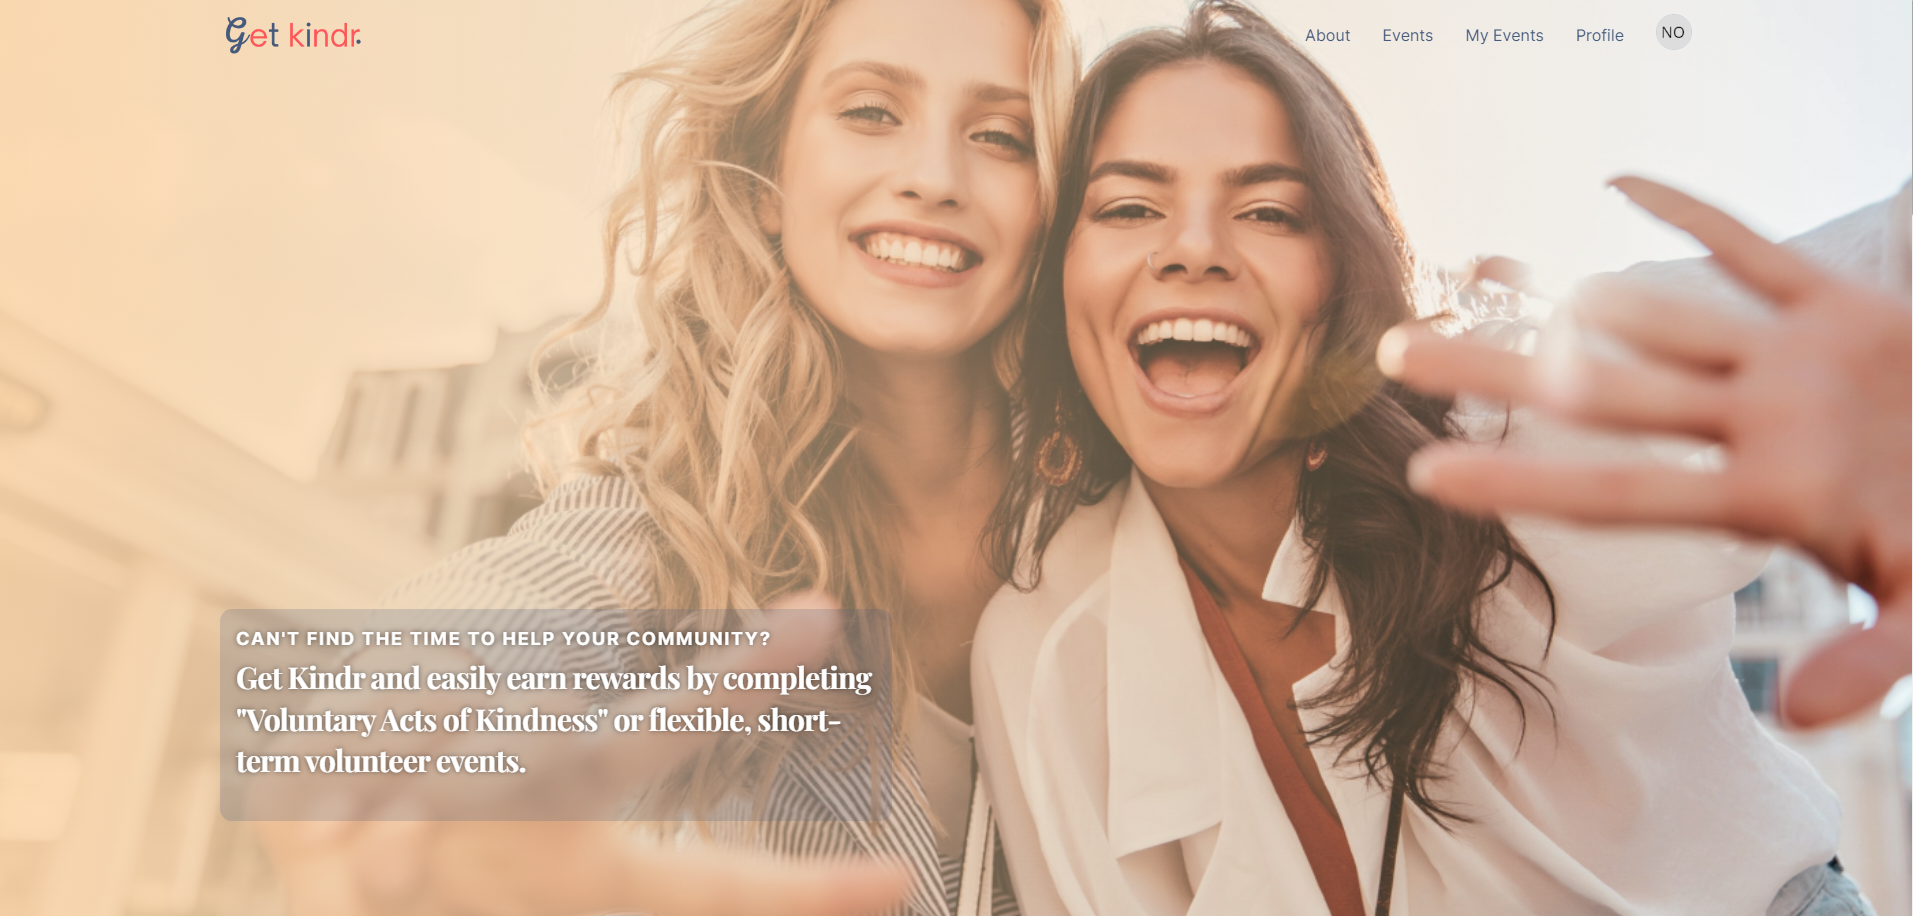 Get kindr.
About Events My Events Profile NO
CAN'T FIND THE TIME TO HELP YOUR COMMUNITY?
Get Kindr and easily earn rewards by completing
"Voluntary Acts of Kindness" or flexible, short-
term volunteer events.